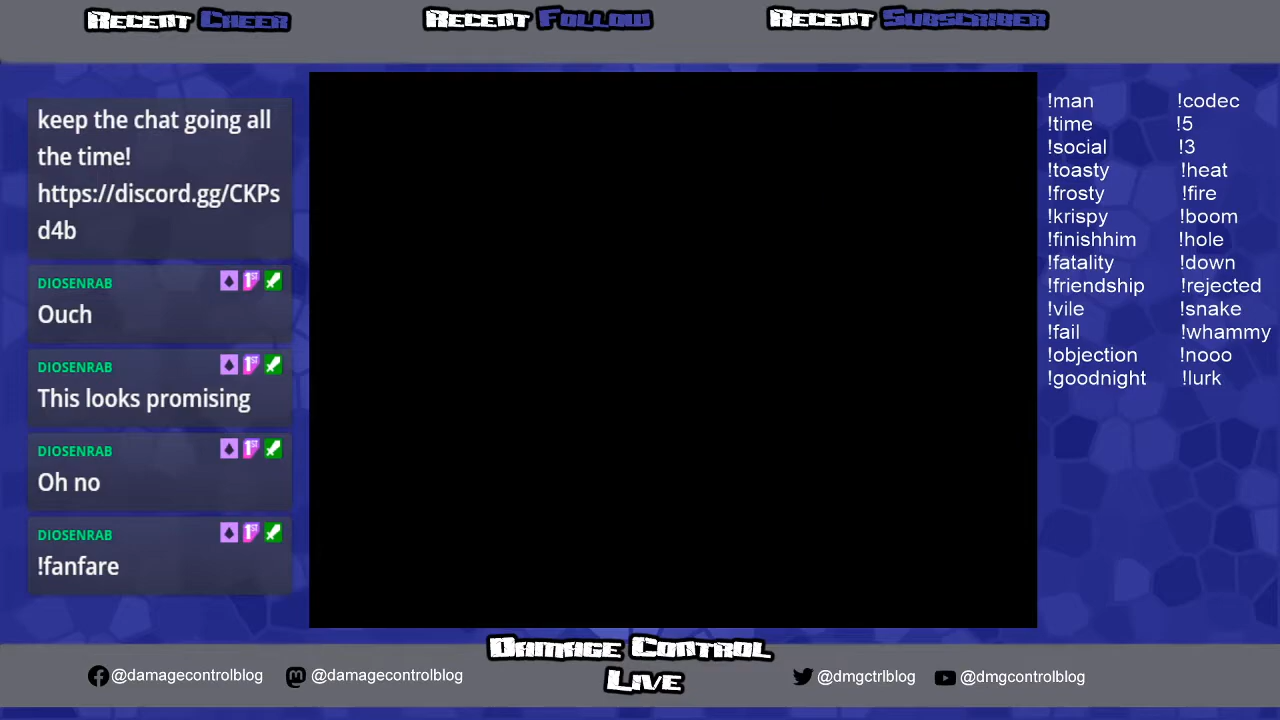 Recent Cheer
Recent Follow
Recent Subscriber
keep the chat going all
the time!
https://discord.gg/CKPs
d4b
DIOSENRAB
Ouch
DIOSENRAB
This looks promising
DIOSENRAB
Oh no
DIOSENRAB
!fanfare
!man !codec
!time !5
!social !3
!toasty !heat
!frosty !fire
!krispy !boom
!finishhim !hole
!fatality !down
!friendship !rejected
!vile !snake
!fail !whammy
!objection !nooo
!goodnight !lurk
Damage Control
Live
@damagecontrolblog
@damagecontrolblog
@dmgctrlblog
@dmgcontrolblog